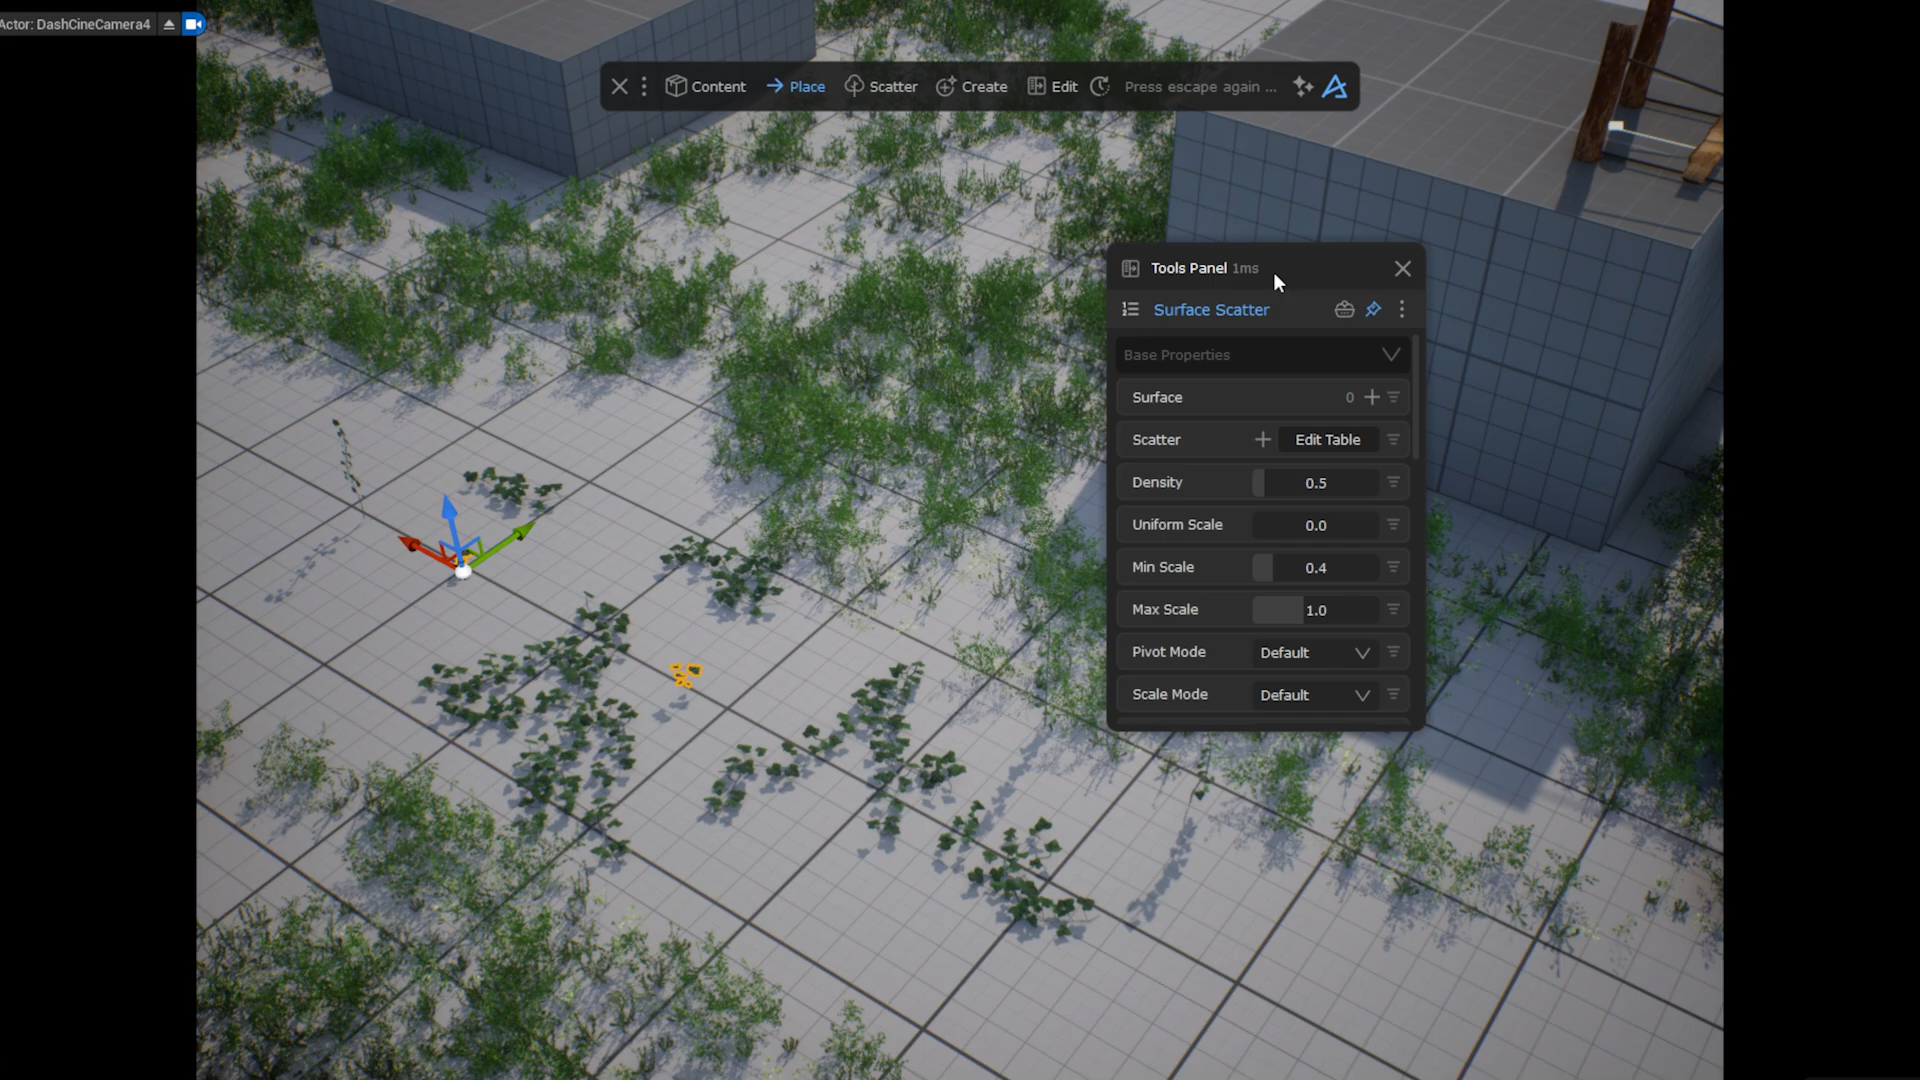 Actor: DashCineCamera4
Content Place Scatter Create Edit Press escape again ...
Tools Panel 1ms
Surface Scatter
Base Properties
Surface 0
Scatter Edit Table
Density 0.5
Uniform Scale 0.0
Min Scale 0.4
Max Scale 1.0
Pivot Mode Default
Scale Mode Default